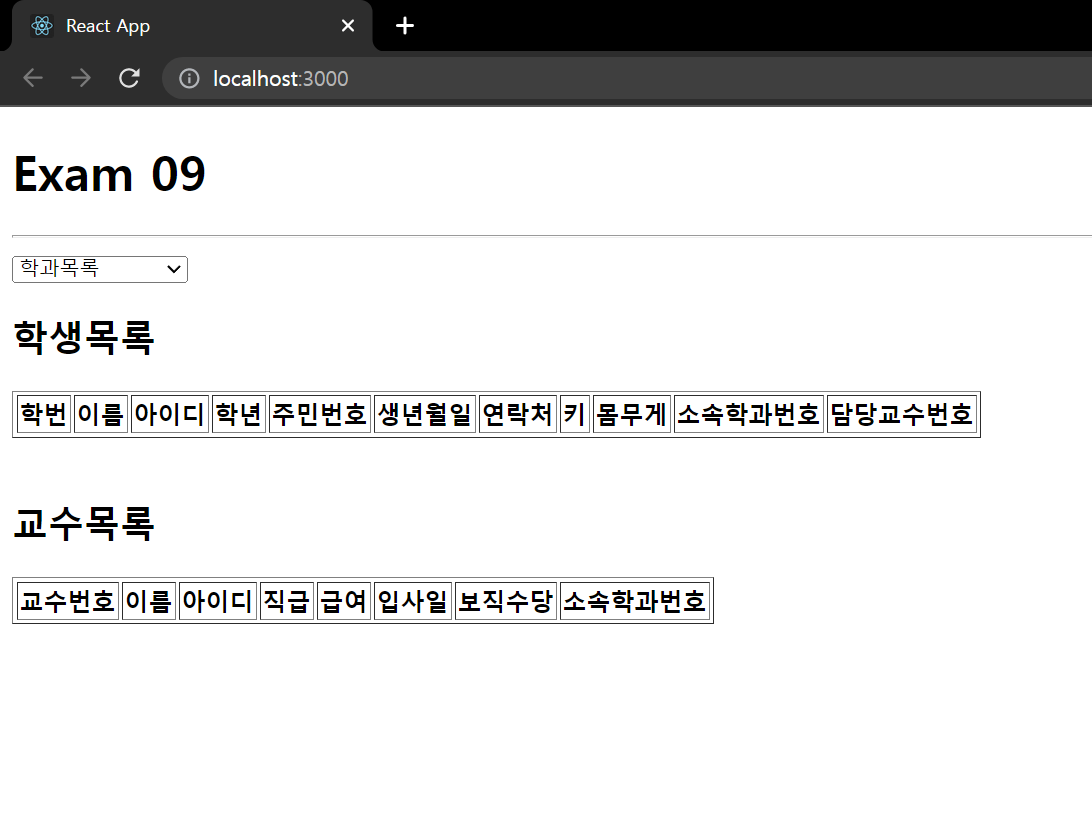 React App
localhost:3000
Exam 09
학과목록
학생목록
학번 이름 아이디 학년 주민번호 생년월일 연락처 키 몸무게 소속학과번호 담당교수번호
교수목록
교수번호 이름 아이디 직급 급여 입사일 보직수당 소속학과번호